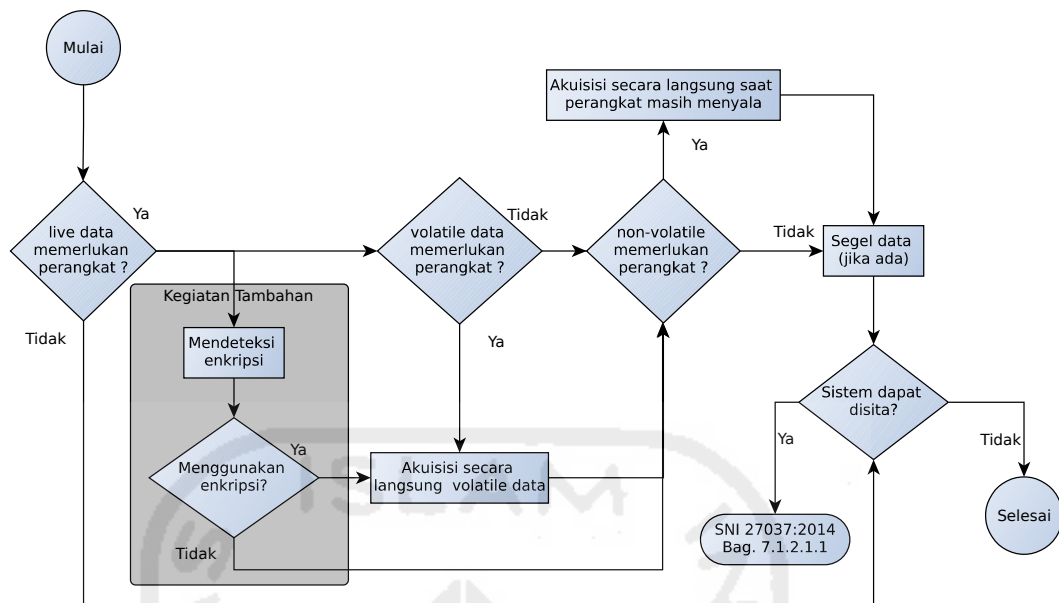 Mulai
live data
memerlukan
perangkat ?
Ya
Tidak
Kegiatan Tambahan
Mendeteksi
enkripsi
Menggunakan
enkripsi?
Ya
Tidak
volatile data
memerlukan
perangkat ?
Tidak
Ya
Akuisisi secara
langsung volatile data
non-volatile
memerlukan
perangkat ?
Ya
Tidak
Akuisisi secara langsung saat
perangkat masih menyala
Segel data
(jika ada)
Sistem dapat
disita?
Ya
Tidak
SNI 27037:2014
Bag. 7.1.2.1.1
Selesai
ISLAM